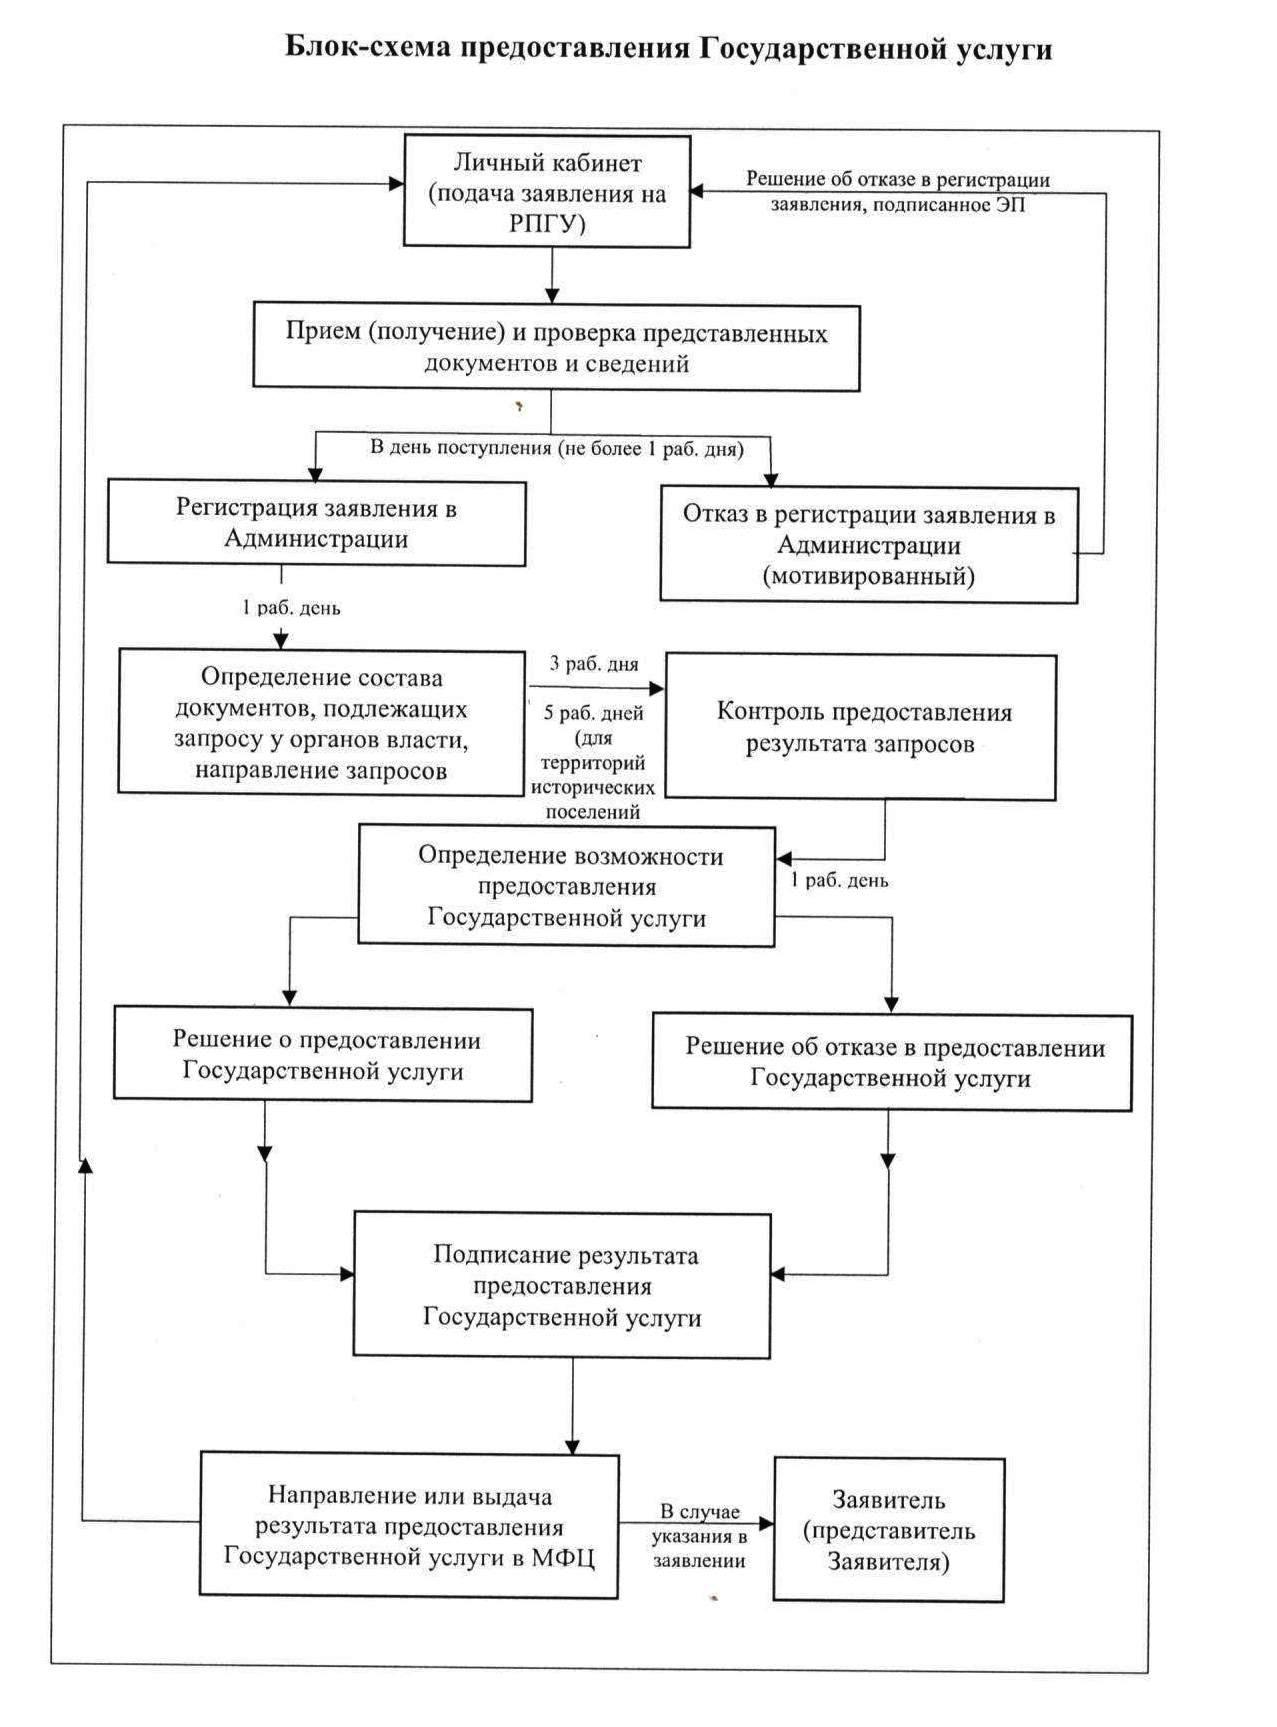 Блок-схема предоставления Государственной услуги
Личный кабинет
(подача заявления на
РПГУ)
Решение об отказе в регистрации
заявления, подписанное ЭП
Прием (получение) и проверка представленных
документов и сведений
В день поступления (не более 1 раб. дня)
Регистрация заявления в
Администрации
Отказ в регистрации заявления в
Администрации
(мотивированный)
1 раб. день
Определение состава
документов, подлежащих
запросу у органов власти,
направление запросов
3 раб. дня
5 раб. дней
(для
территорий
исторических
поселений
Контроль предоставления
результата запросов
Определение возможности
предоставления
Государственной услуги
1 раб. день
Решение о предоставлении
Государственной услуги
Решение об отказе в предоставлении
Государственной услуги
Подписание результата
предоставления
Государственной услуги
Направление или выдача
результата предоставления
Государственной услуги в МФЦ
В случае
указания в
заявлении
Заявитель
(представитель
Заявителя)